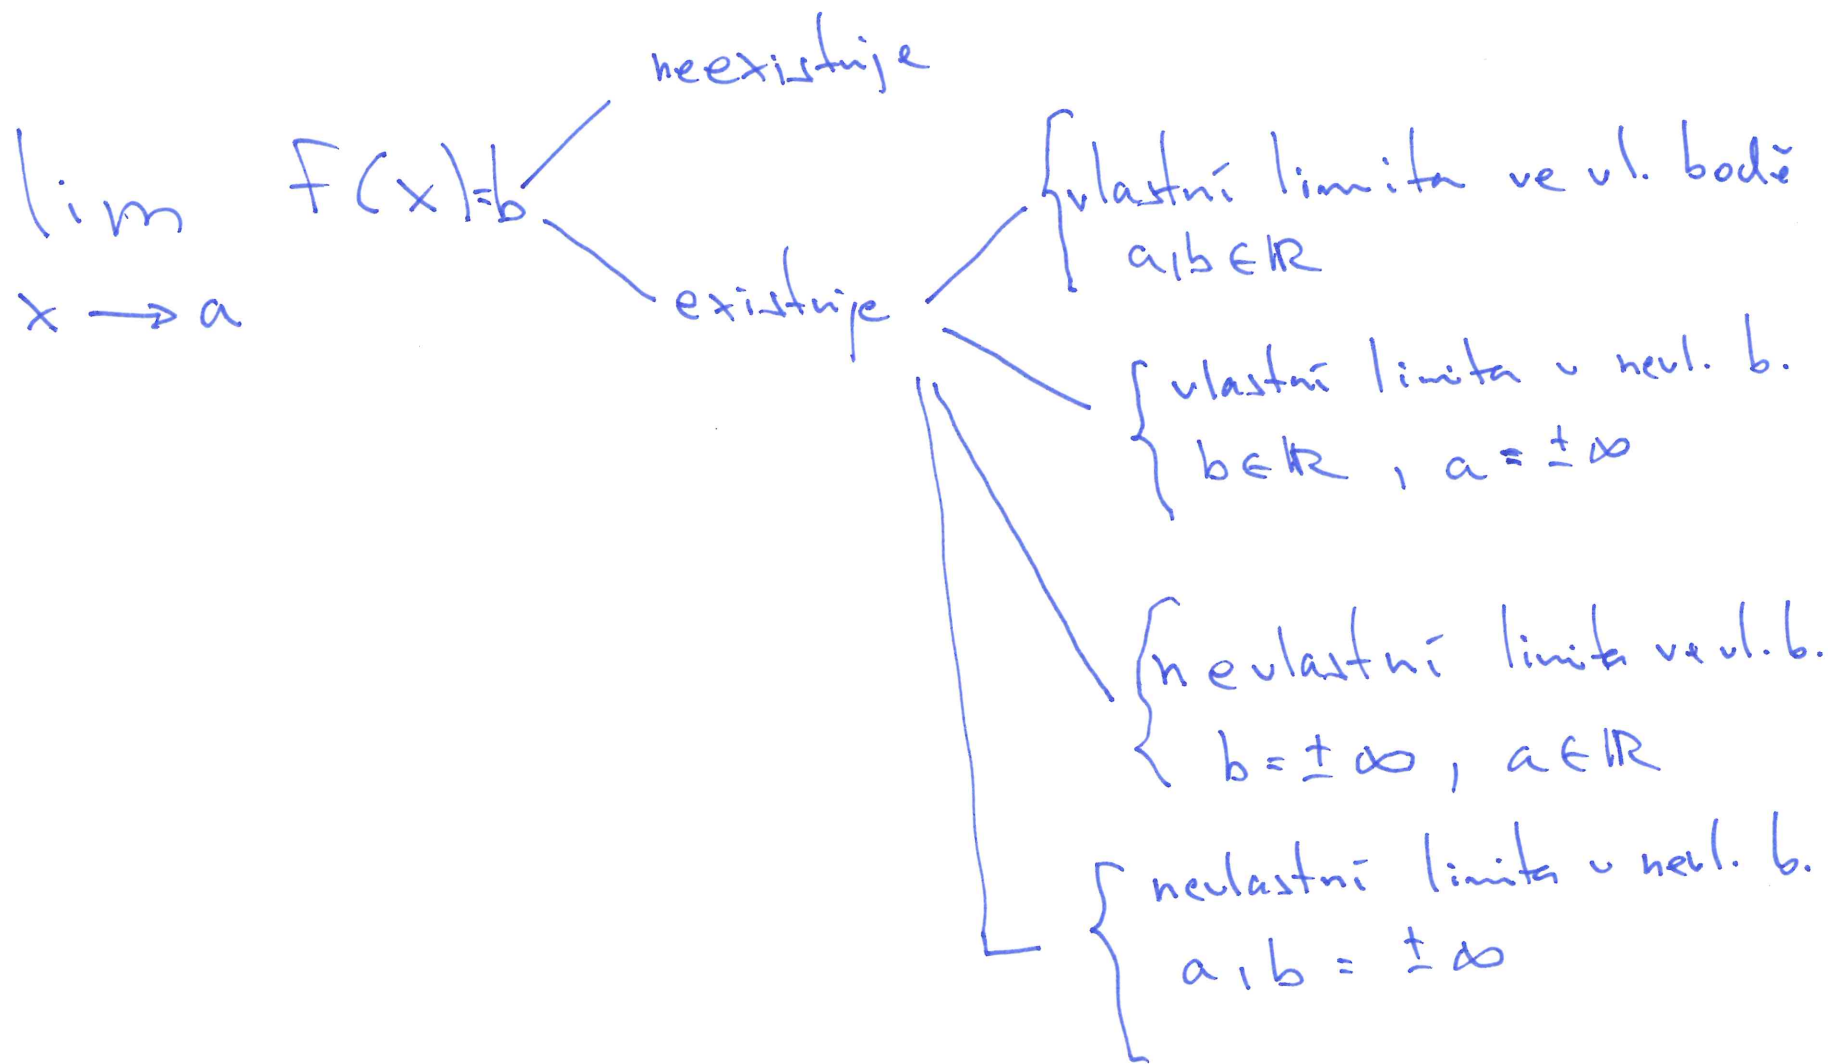 neexistuje
lim f(x)=b
x → a
existuje
vlastní limita ve vl. bodě
a, b ∈ ℝ
vlastní limita v nevl. b.
b ∈ ℝ, a = ± ∞
nevlastní limita ve vl. b.
b = ± ∞, a ∈ ℝ
nevlastní limita v nevl. b.
a, b = ± ∞